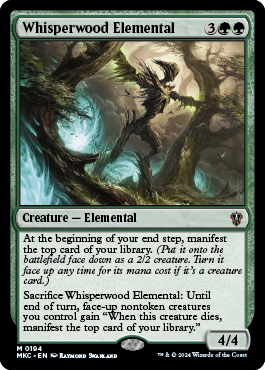 Whisperwood Elemental 3
Creature — Elemental
At the beginning of your end step, manifest
the top card of your library. (Put it onto the
battlefield face down as a 2/2 creature. Turn it
face up any time for its mana cost if it's a creature
card.)
Sacrifice Whisperwood Elemental: Until
end of turn, face-up nontoken creatures
you control gain “When this creature dies,
manifest the top card of your library.”
4/4
M 0194
MKC • EN Raymond Swanland
™ & © 2024 Wizards of the Coast